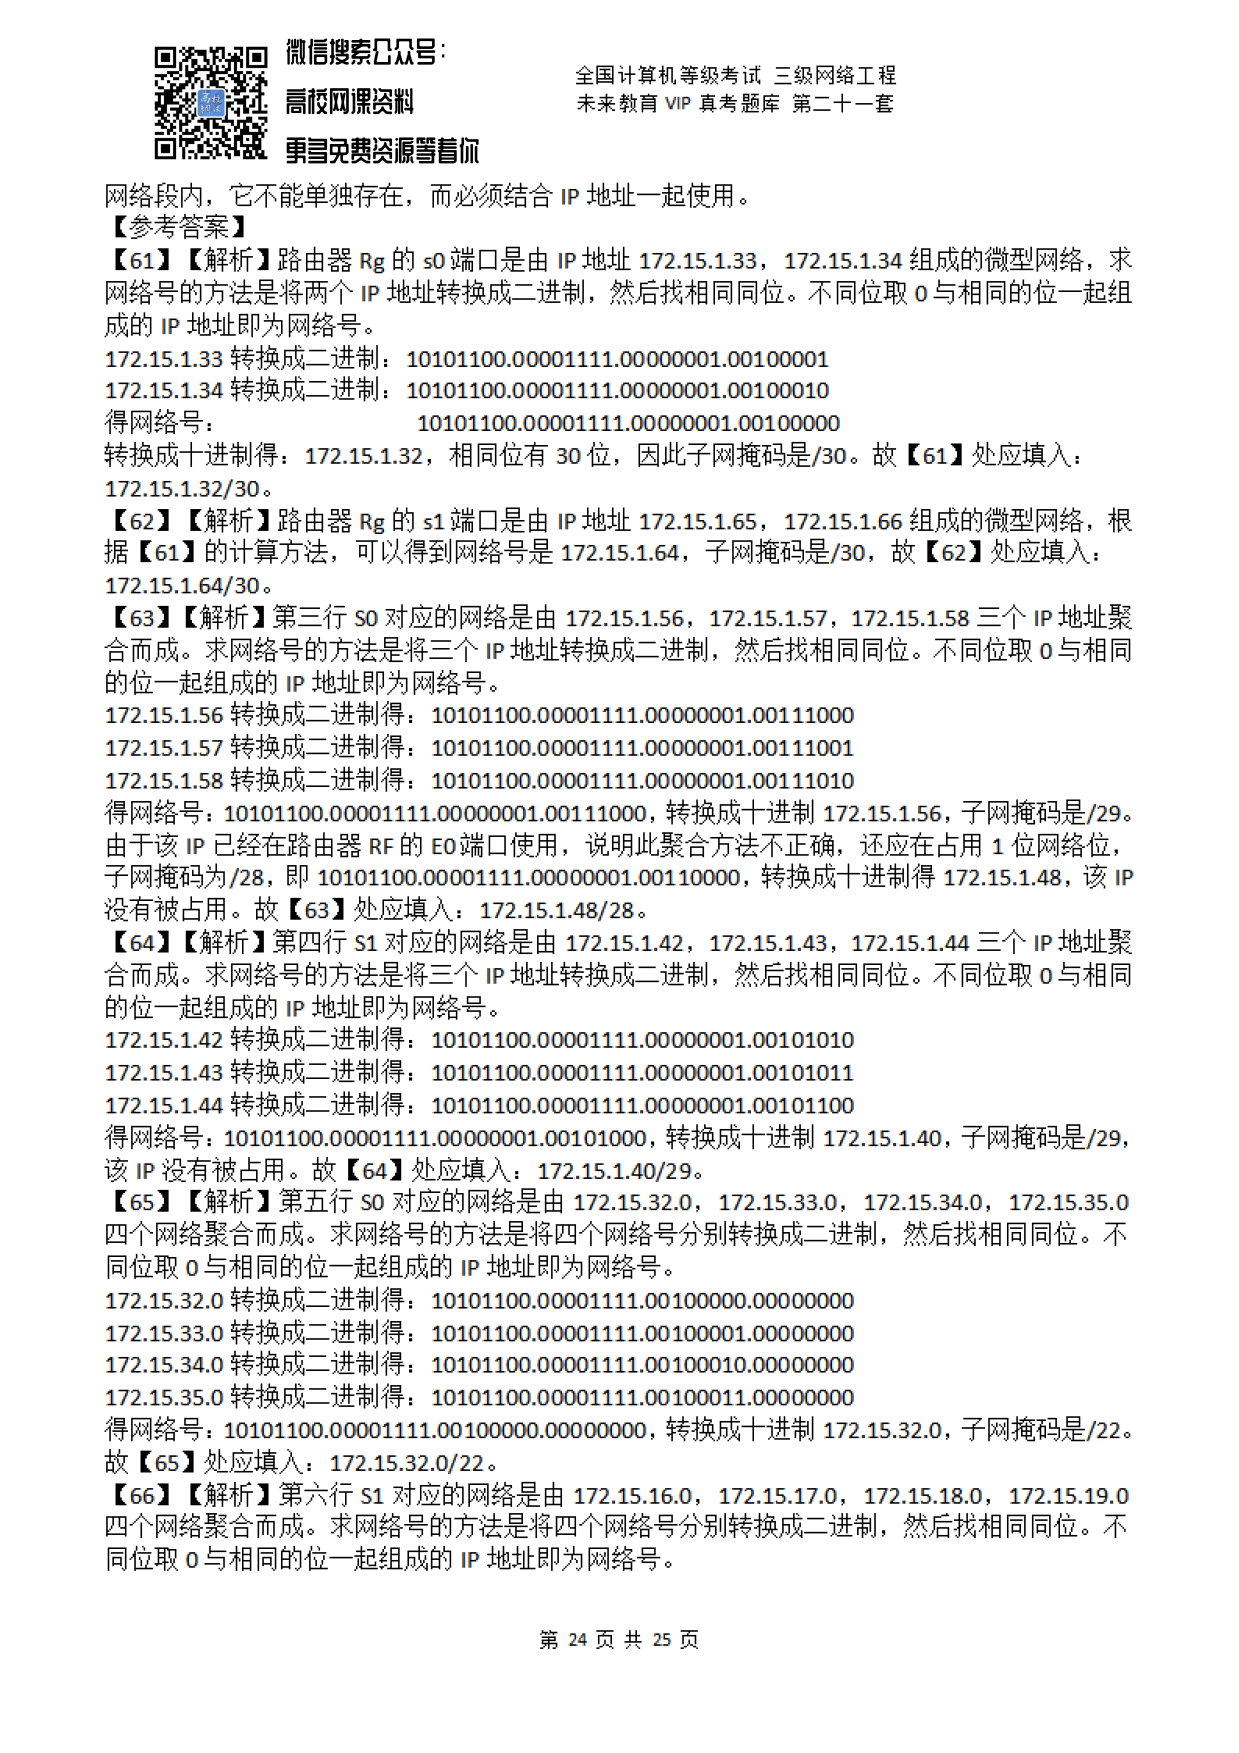 微信搜索公众号：
高校网课资料
更多免费资源等着你
全国计算机等级考试 三级网络工程
未来教育 VIP 真考题库 第二十一套
网络段内，它不能单独存在，而必须结合 IP 地址一起使用。
【参考答案】
【61】【解析】路由器 Rg 的 s0 端口是由 IP 地址 172.15.1.33，172.15.1.34 组成的微型网络，求
网络号的方法是将两个 IP 地址转换成二进制，然后找相同同位。不同位取 0 与相同的位一起组
成的 IP 地址即为网络号。
172.15.1.33 转换成二进制：10101100.00001111.00000001.00100001
172.15.1.34 转换成二进制：10101100.00001111.00000001.00100010
得网络号： 10101100.00001111.00000001.00100000
转换成十进制得：172.15.1.32，相同位有 30 位，因此子网掩码是/30。故【61】处应填入：
172.15.1.32/30。
【62】【解析】路由器 Rg 的 s1 端口是由 IP 地址 172.15.1.65，172.15.1.66 组成的微型网络，根
据【61】的计算方法，可以得到网络号是 172.15.1.64，子网掩码是/30，故【62】处应填入：
172.15.1.64/30。
【63】【解析】第三行 S0 对应的网络是由 172.15.1.56，172.15.1.57，172.15.1.58 三个 IP 地址聚
合而成。求网络号的方法是将三个 IP 地址转换成二进制，然后找相同同位。不同位取 0 与相同
的位一起组成的 IP 地址即为网络号。
172.15.1.56 转换成二进制得：10101100.00001111.00000001.00111000
172.15.1.57 转换成二进制得：10101100.00001111.00000001.00111001
172.15.1.58 转换成二进制得：10101100.00001111.00000001.00111010
得网络号：10101100.00001111.00000001.00111000，转换成十进制 172.15.1.56，子网掩码是/29。
由于该 IP 已经在路由器 RF 的 E0 端口使用，说明此聚合方法不正确，还应在占用 1 位网络位，
子网掩码为/28，即 10101100.00001111.00000001.00110000，转换成十进制得 172.15.1.48，该 IP
没有被占用。故【63】处应填入：172.15.1.48/28。
【64】【解析】第四行 S1 对应的网络是由 172.15.1.42，172.15.1.43，172.15.1.44 三个 IP 地址聚
合而成。求网络号的方法是将三个 IP 地址转换成二进制，然后找相同同位。不同位取 0 与相同
的位一起组成的 IP 地址即为网络号。
172.15.1.42 转换成二进制得：10101100.00001111.00000001.00101010
172.15.1.43 转换成二进制得：10101100.00001111.00000001.00101011
172.15.1.44 转换成二进制得：10101100.00001111.00000001.00101100
得网络号：10101100.00001111.00000001.00101000，转换成十进制 172.15.1.40，子网掩码是/29，
该 IP 没有被占用。故【64】处应填入：172.15.1.40/29。
【65】【解析】第五行 S0 对应的网络是由 172.15.32.0，172.15.33.0，172.15.34.0，172.15.35.0
四个网络聚合而成。求网络号的方法是将四个网络号分别转换成二进制，然后找相同同位。不
同位取 0 与相同的位一起组成的 IP 地址即为网络号。
172.15.32.0 转换成二进制得：10101100.00001111.00100000.00000000
172.15.33.0 转换成二进制得：10101100.00001111.00100001.00000000
172.15.34.0 转换成二进制得：10101100.00001111.00100010.00000000
172.15.35.0 转换成二进制得：10101100.00001111.00100011.00000000
得网络号：10101100.00001111.00100000.00000000，转换成十进制 172.15.32.0，子网掩码是/22。
故【65】处应填入：172.15.32.0/22。
【66】【解析】第六行 S1 对应的网络是由 172.15.16.0，172.15.17.0，172.15.18.0，172.15.19.0
四个网络聚合而成。求网络号的方法是将四个网络号分别转换成二进制，然后找相同同位。不
同位取 0 与相同的位一起组成的 IP 地址即为网络号。
第 24 页 共 25 页